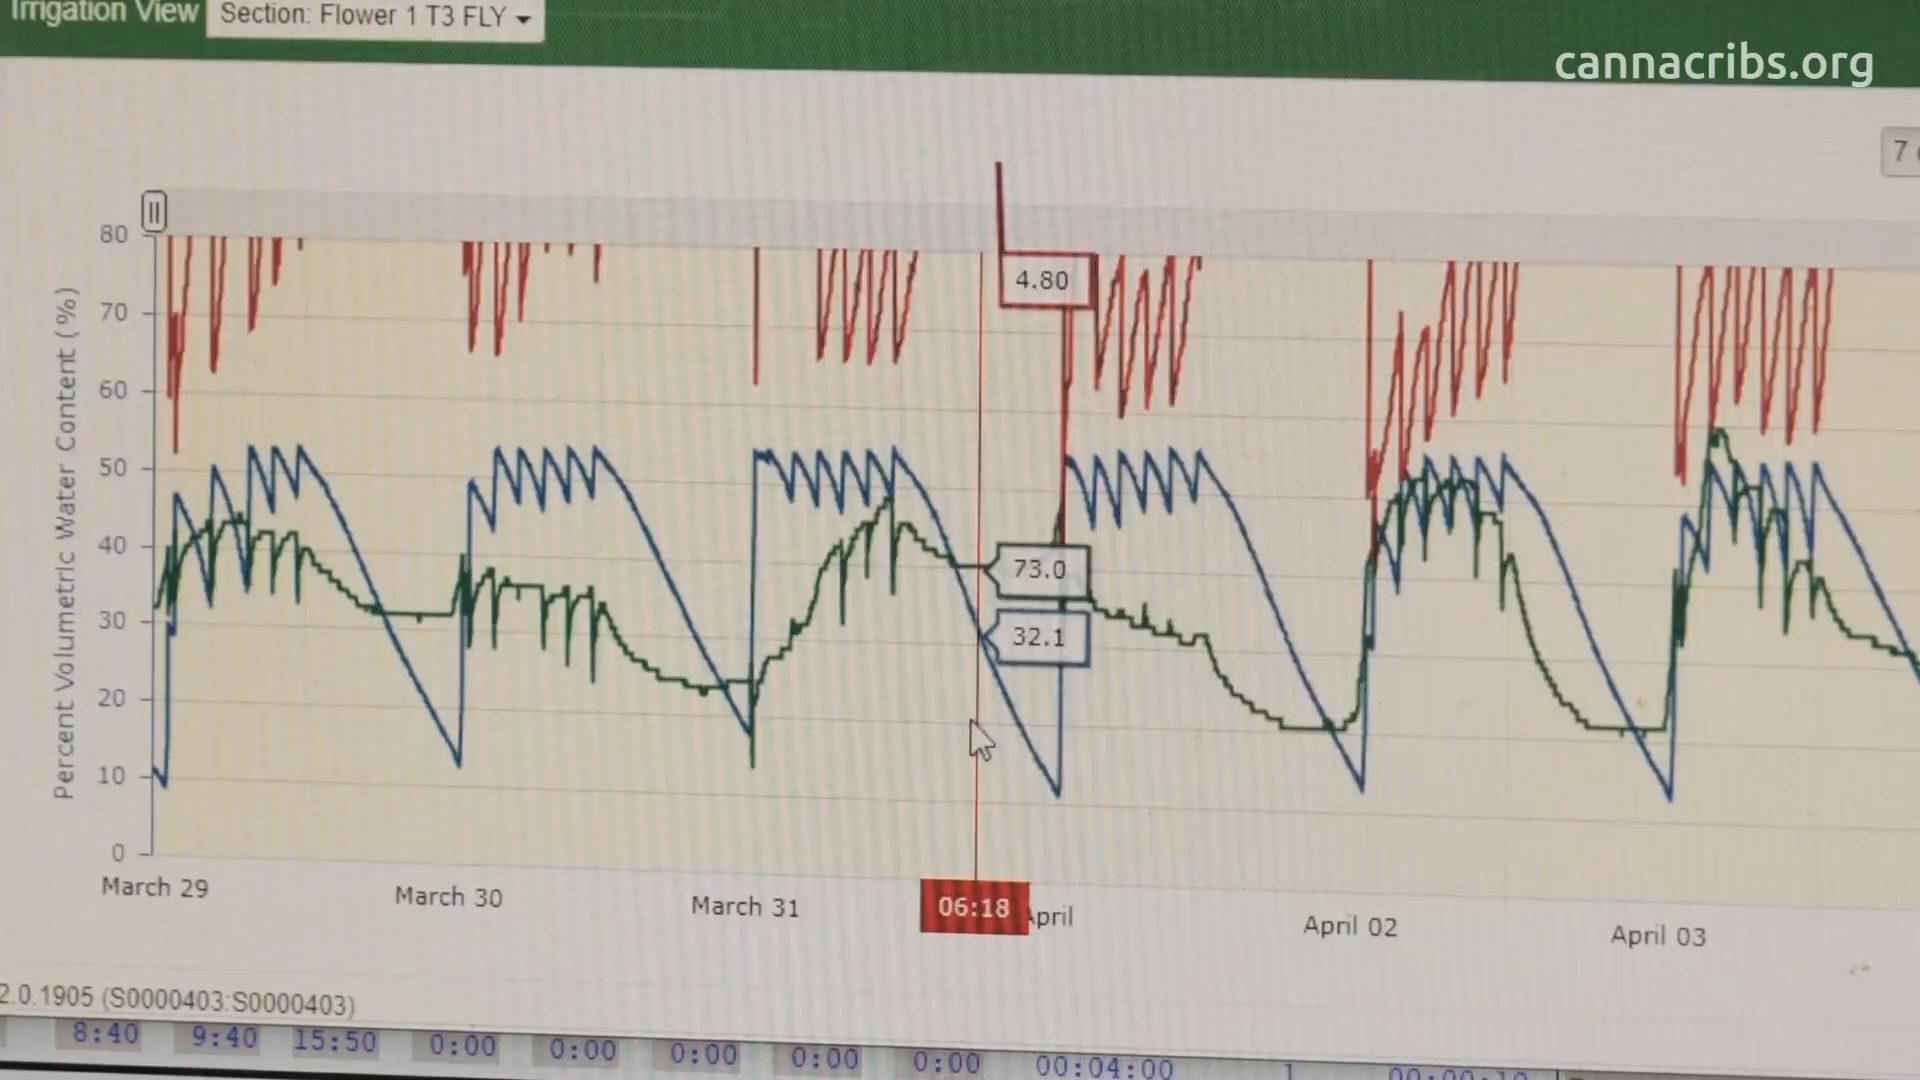 Irrigation View Section: Flower 1 T3 FLY
cannacribs.org
7
80
70
60
50
40
30
20
10
0
Percent Volumetric Water Content (%)
4.80
73.0
32.1
March 29
March 30
March 31
06:18
April
April 02
April 03
2.0.1905 (S0000403:S0000403)
8:40 9:40 15:50 0:00 0:00 0:00 0:00 0:00 00:04:00 1